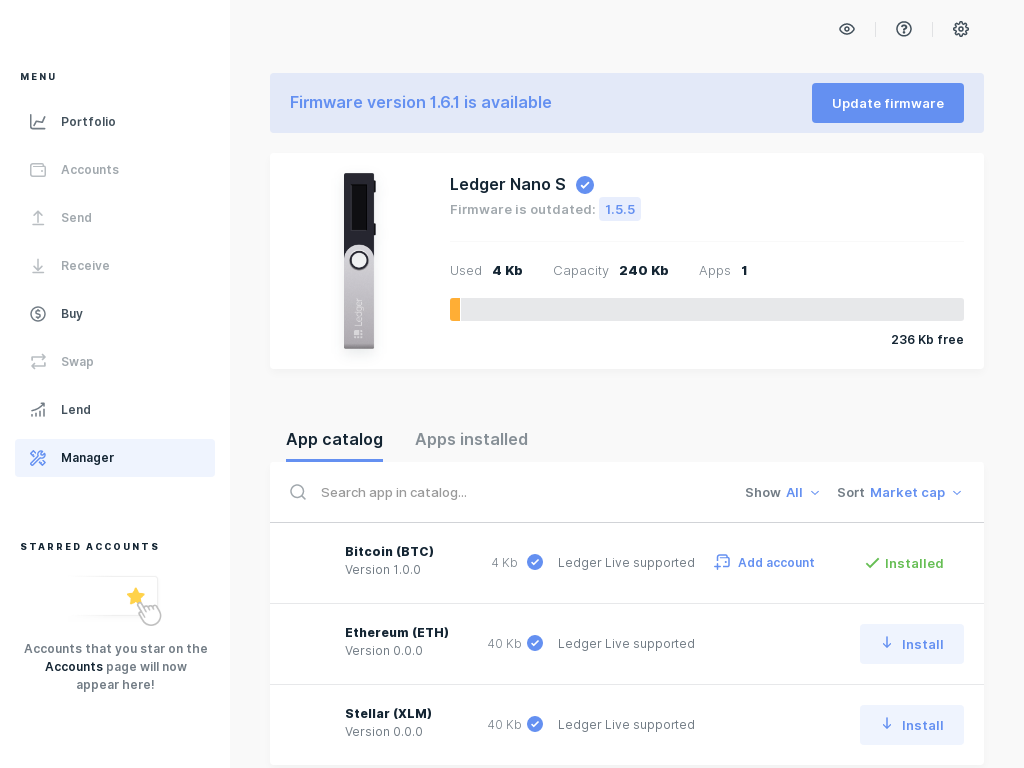 MENU
Portfolio
Accounts
Send
Receive
Buy
Swap
Lend
Manager
STARRED ACCOUNTS
Accounts that you star on the
Accounts page will now
appear here!
Firmware version 1.6.1 is available
Update firmware
Ledger
Ledger Nano S
Firmware is outdated: 1.5.5
Used 4 Kb Capacity 240 Kb Apps 1
236 Kb free
App catalog Apps installed
Search app in catalog... Show All Sort Market cap
Bitcoin (BTC)
Version 1.0.0
4 Kb Ledger Live supported Add account Installed
Ethereum (ETH)
Version 0.0.0
40 Kb Ledger Live supported Install
Stellar (XLM)
Version 0.0.0
40 Kb Ledger Live supported Install